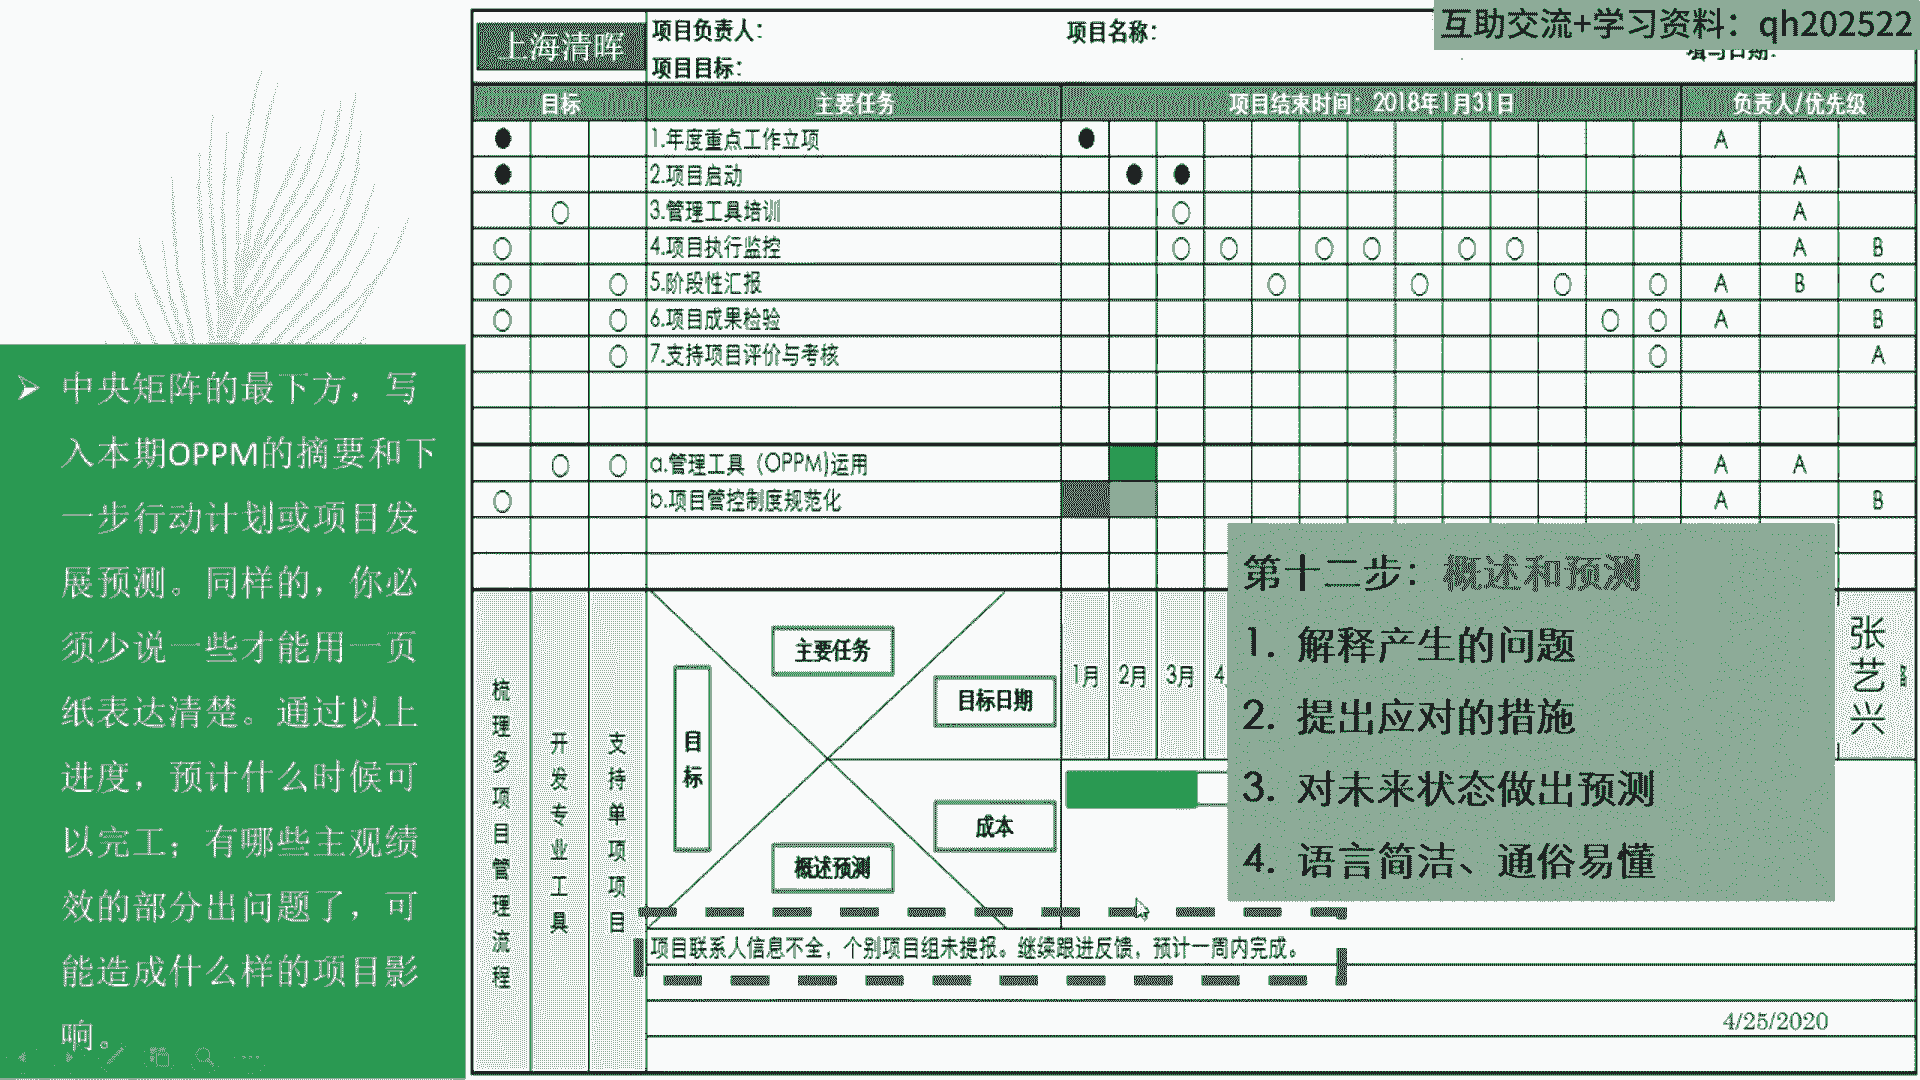 互助交流+学习资料：qh202522
上海清晖
项目负责人：
项目名称：
项目目标：
目标
主要任务
项目结束时间：2018年1月31日
负责人/优先级
1.年度重点工作立项
A
2.项目启动
A
3.管理工具培训
A
4.项目执行监控
A
B
5.阶段性汇报
A
B
C
6.项目成果检验
A
B
7.支持项目评价与考核
A
a.管理工具（OPPM)运用
A
A
b.项目管控制度规范化
A
B
中央矩阵的最下方，写
入本期OPPM的摘要和下
一步行动计划或项目发
展预测。同样的，你必
须少说一些才能用一页
纸表达清楚。通过以上
进度，预计什么时候可
以完工；有哪些主观绩
效的部分出问题了，可
能造成什么样的项目影
响。
梳理多项目管理流程
开发专业工具
支持单项项目
主要任务
目标日期
目标
成本
概述预测
1月
2月
3月
第十二步：概述和预测
1. 解释产生的问题
2. 提出应对的措施
3. 对未来状态做出预测
4. 语言简洁、通俗易懂
张艺兴
项目联系人信息不全，个别项目组未提报。继续跟进反馈，预计一周内完成。
4/25/2020